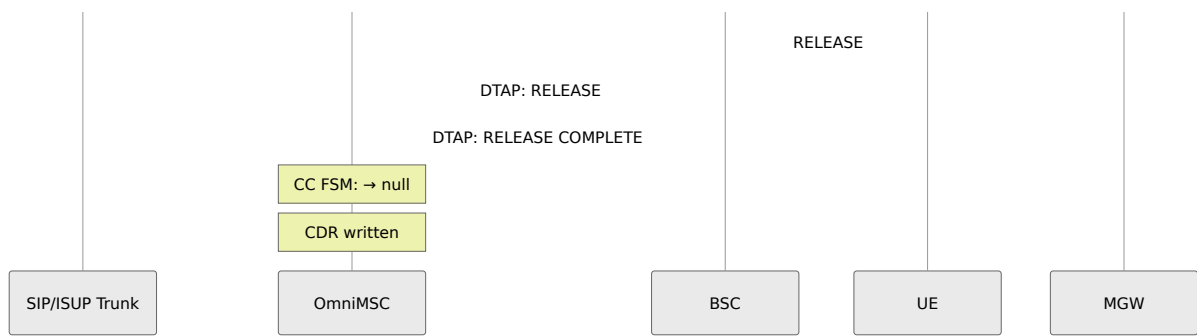 RELEASE
DTAP: RELEASE
DTAP: RELEASE COMPLETE
CC FSM: → null
CDR written
SIP/ISUP Trunk
OmniMSC
BSC
UE
MGW